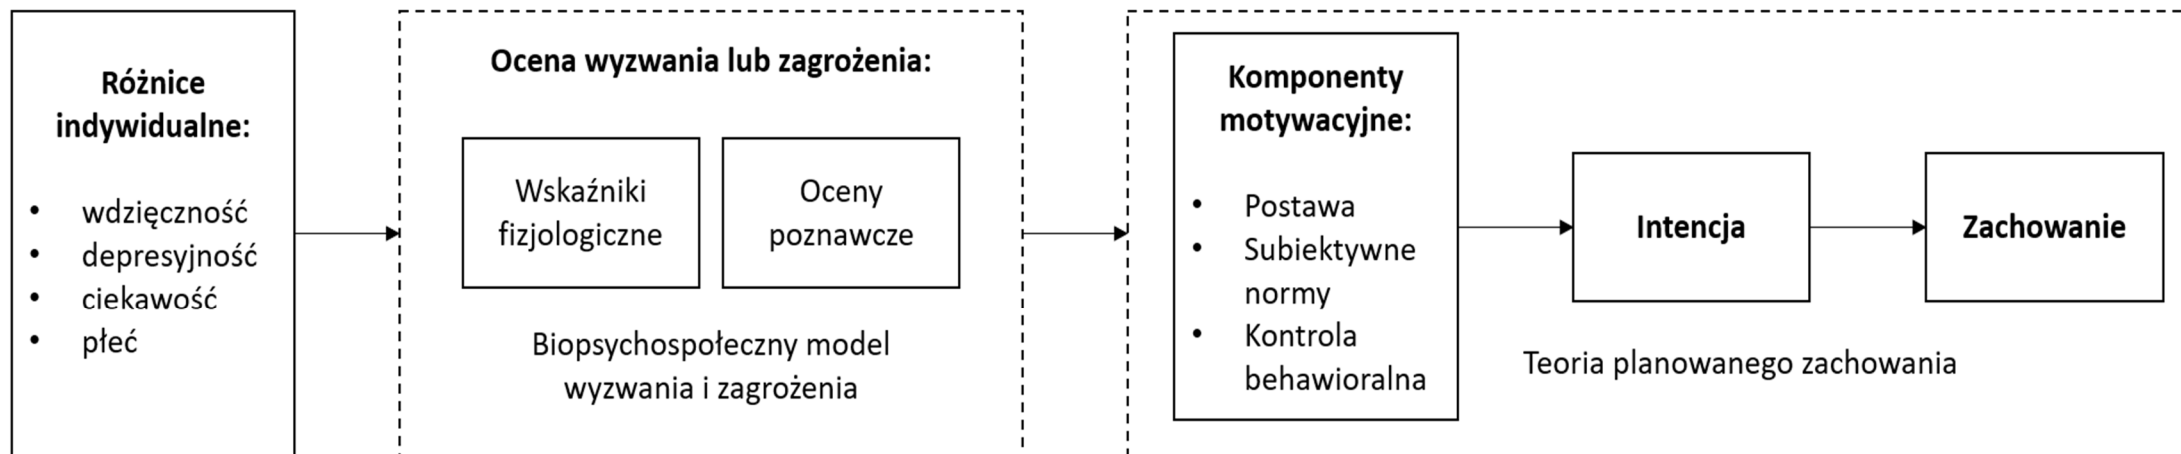 Różnice
indywidualne:
• wdzięczność
• depresyjność
• ciekawość
• płeć
Ocena wyzwania lub zagrożenia:
Wskaźniki
fizjologiczne
Oceny
poznawcze
Biopsychospołeczny model
wyzwania i zagrożenia
Komponenty
motywacyjne:
• Postawa
• Subiektywne
normy
• Kontrola
behawioralna
Intencja
Zachowanie
Teoria planowanego zachowania